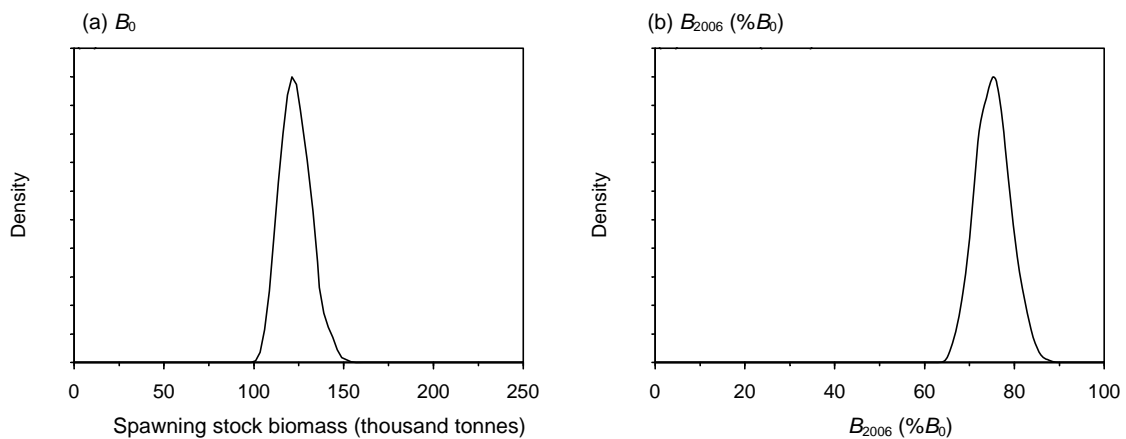 (a) B0
Density
0 50 100 150 200 250
Spawning stock biomass (thousand tonnes)
(b) B2006 (%B0)
Density
0 20 40 60 80 100
B2006 (%B0)